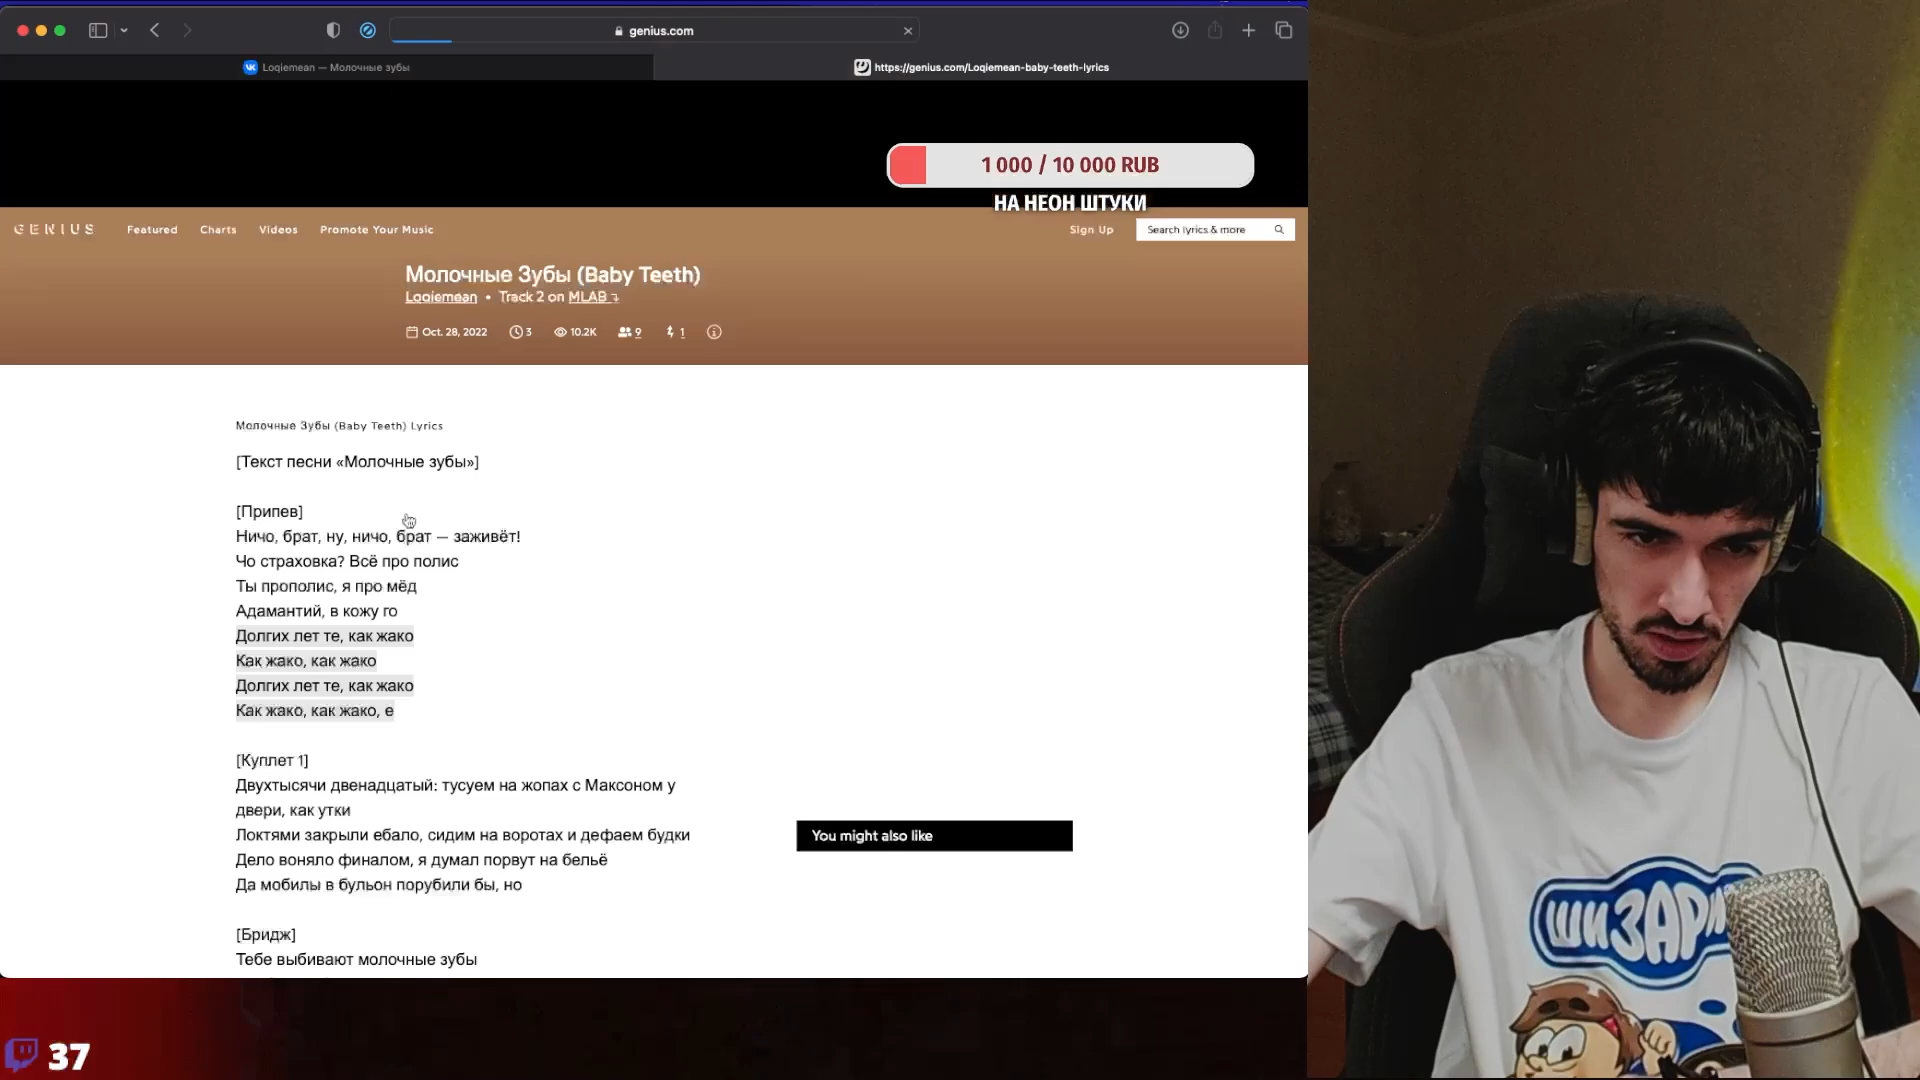 genius.com
Loqiemean — Молочные зубы
https://genius.com/Loqiemean-baby-teeth-lyrics
1 000 / 10 000 RUB
НА НЕОН ШТУКИ
GENIUS
Featured
Charts
Videos
Promote Your Music
Sign Up
Search lyrics & more
Молочные Зубы (Baby Teeth)
Loqiemean • Track 2 on MLAB
Oct. 28, 2022
3
10.2K
9
1
Молочные Зубы (Baby Teeth) Lyrics
[Текст песни «Молочные зубы»]
[Припев]
Ничо, брат, ну, ничо, брат — заживёт!
Чо страховка? Всё про полис
Ты прополис, я про мёд
Адамантий, в кожу го
Долгих лет те, как жако
Как жако, как жако
Долгих лет те, как жако
Как жако, как жако, е
[Куплет 1]
Двухтысячи двенадцатый: тусуем на жопах с Максоном у
двери, как утки
Локтями закрыли ебало, сидим на воротах и дефаем будки
Дело воняло финалом, я думал порвут на бельё
Да мобилы в бульон порубили бы, но
[Бридж]
Тебе выбивают молочные зубы
You might also like
37